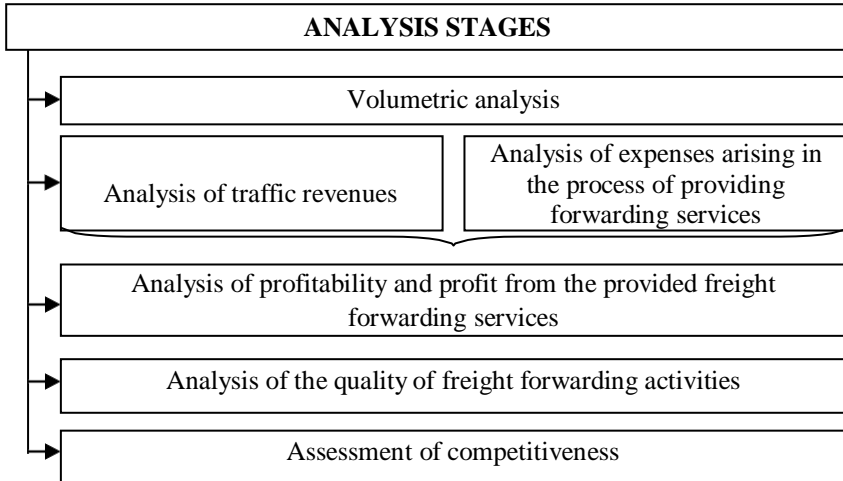 ANALYSIS STAGES
Volumetric analysis
Analysis of traffic revenues
Analysis of expenses arising in
the process of providing
forwarding services
Analysis of profitability and profit from the provided freight
forwarding services
Analysis of the quality of freight forwarding activities
Assessment of competitiveness